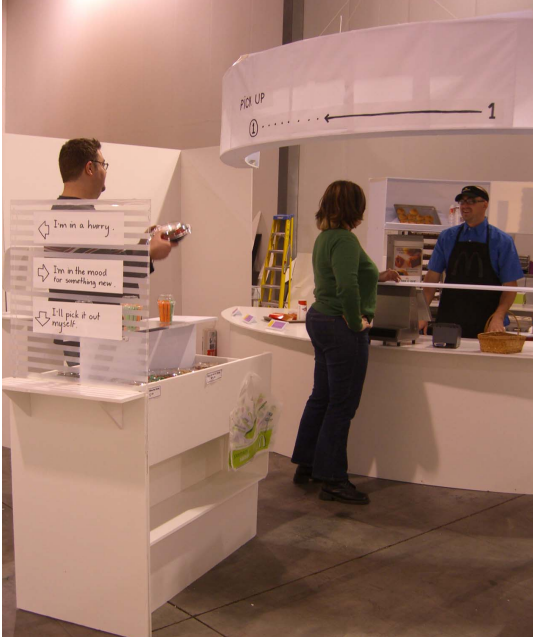 PICK UP
1
1
I'm in a hurry.
I'm in the mood
for something new.
I'll pick it out
myself.